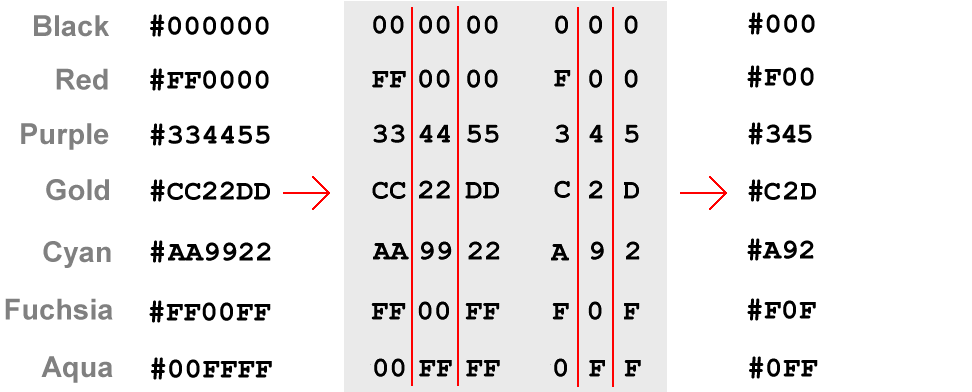 Black #000000 00 00 00 0 0 0 #000
Red #FF0000 FF 00 00 F 0 0 #F00
Purple #334455 33 44 55 3 4 5 #345
Gold #CC22DD CC 22 DD C 2 D #C2D
Cyan #AA9922 AA 99 22 A 9 2 #A92
Fuchsia #FF00FF FF 00 FF F 0 F #F0F
Aqua #00FFFF 00 FF FF 0 F F #0FF